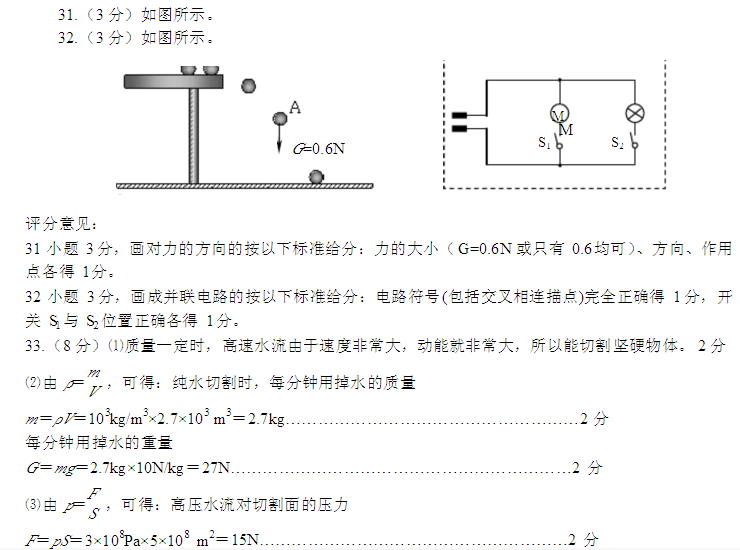 31.（3分）如图所示。
32.（3分）如图所示。
A
G=0.6N
M
M
S₁ S₂
评分意见：
31 小题 3分，画对力的方向的按以下标准给分：力的大小（G=0.6N 或只有 0.6均可）、方向、作用
点各得 1分。
32 小题 3分，画成并联电路的按以下标准给分：电路符号(包括交叉相连描点)完全正确得 1分，开
关 S₁与 S₂位置正确各得 1分。
33.（8分）⑴质量一定时，高速水流由于速度非常大，动能就非常大，所以能切割坚硬物体。2分
⑵由 ρ=m/V，可得：纯水切割时，每分钟用掉水的质量
m=ρV=10³kg/m³×2.7×10³ m³=2.7kg……………………………………………………2 分
每分钟用掉水的重量
G=mg=2.7kg×10N/kg=27N……………………………………………………………2 分
⑶由 p=F/S，可得：高压水流对切割面的压力
F=pS=3×10⁸Pa×5×10⁸ m²=15N………………………………………………………2 分